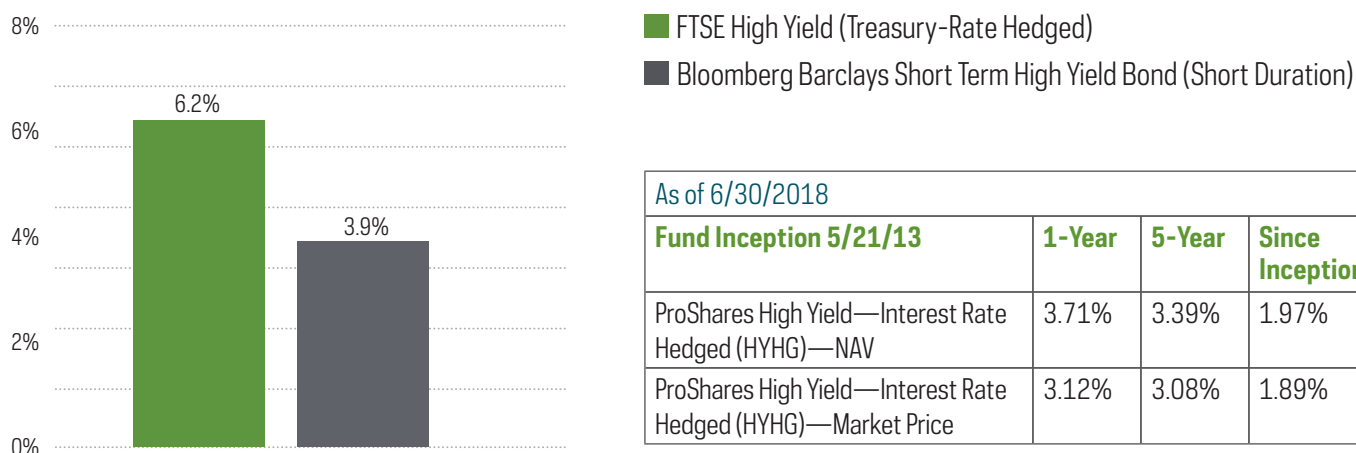 8%
6%
4%
2%
0%
6.2%
3.9%
FTSE High Yield (Treasury-Rate Hedged)
Bloomberg Barclays Short Term High Yield Bond (Short Duration)
As of 6/30/2018
Fund Inception 5/21/13 1-Year 5-Year Since
Inception
ProShares High Yield—Interest Rate 3.71% 3.39% 1.97%
Hedged (HYHG)—NAV
ProShares High Yield—Interest Rate 3.12% 3.08% 1.89%
Hedged (HYHG)—Market Price